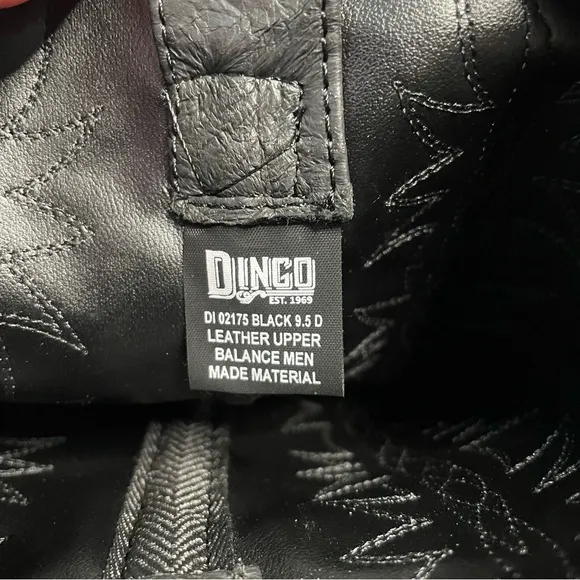 DINGO
EST. 1969
DI 02175 BLACK 9.5 D
LEATHER UPPER
BALANCE MEN
MADE MATERIAL